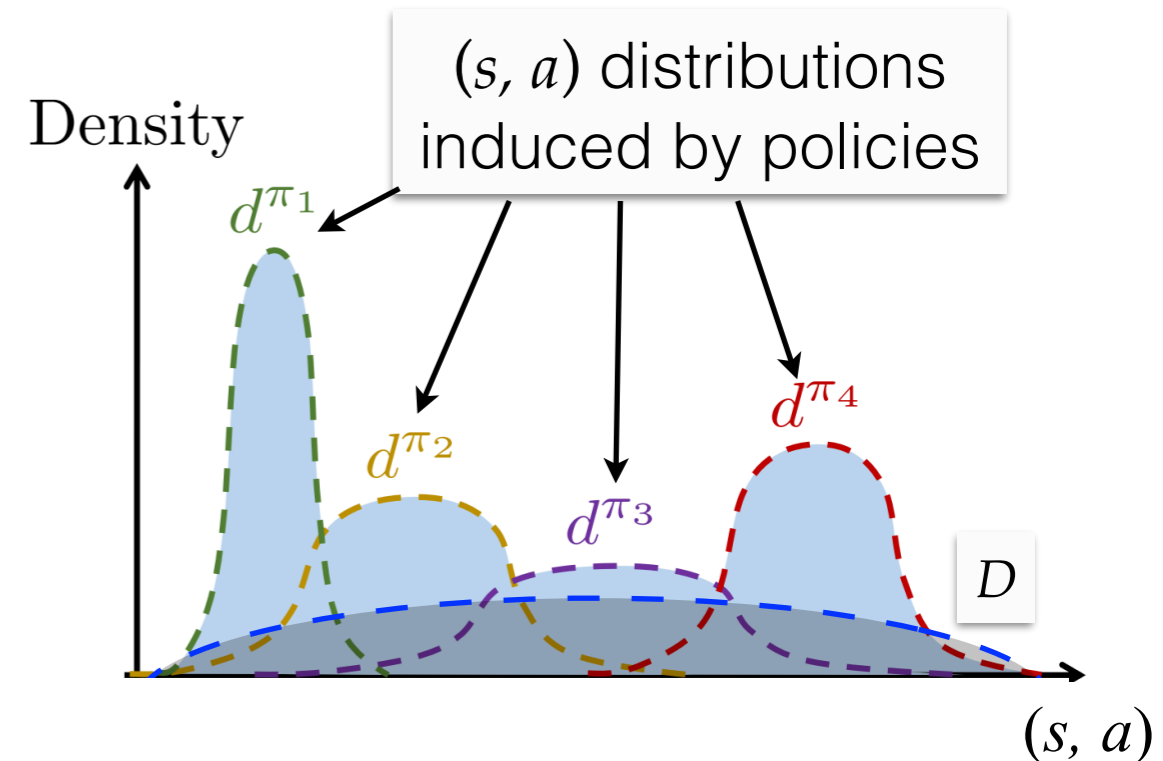 (s, a) distributions
induced by policies
Density
d^{π_1}
d^{π_2}
d^{π_3}
d^{π_4}
D
(s, a)